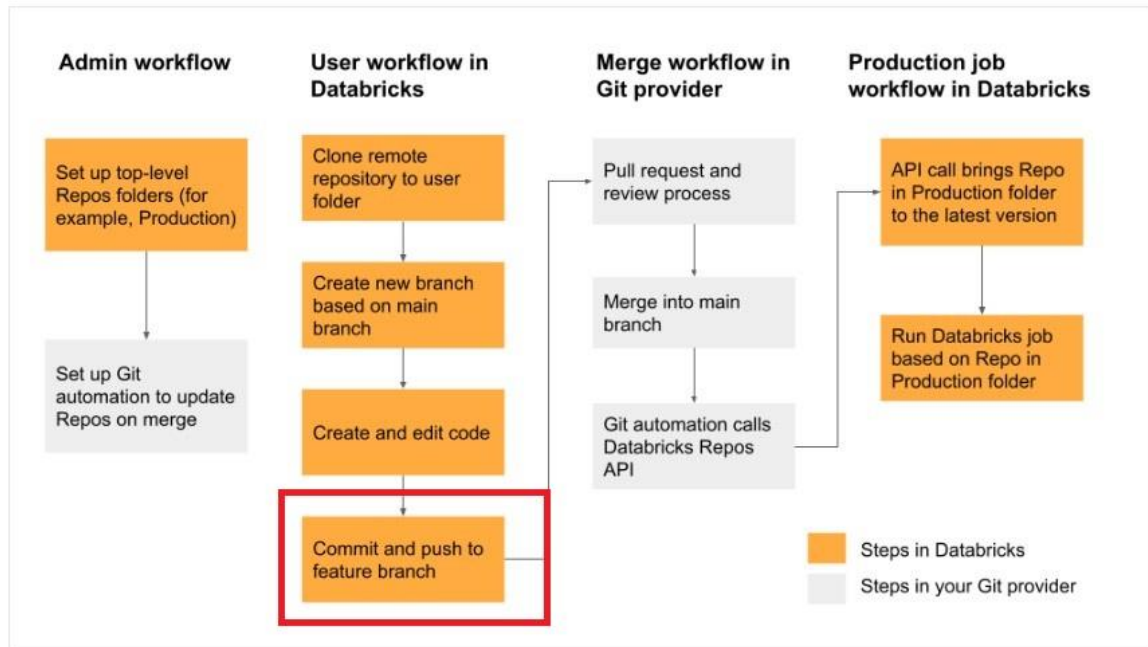 Admin workflow
Set up top-level
Repos folders (for
example, Production)
Set up Git
automation to update
Repos on merge
User workflow in
Databricks
Clone remote
repository to user
folder
Create new branch
based on main
branch
Create and edit code
Commit and push to
feature branch
Merge workflow in
Git provider
Pull request and
review process
Merge into main
branch
Git automation calls
Databricks Repos
API
Production job
workflow in Databricks
API call brings Repo
in Production folder
to the latest version
Run Databricks job
based on Repo in
Production folder
Steps in Databricks
Steps in your Git provider